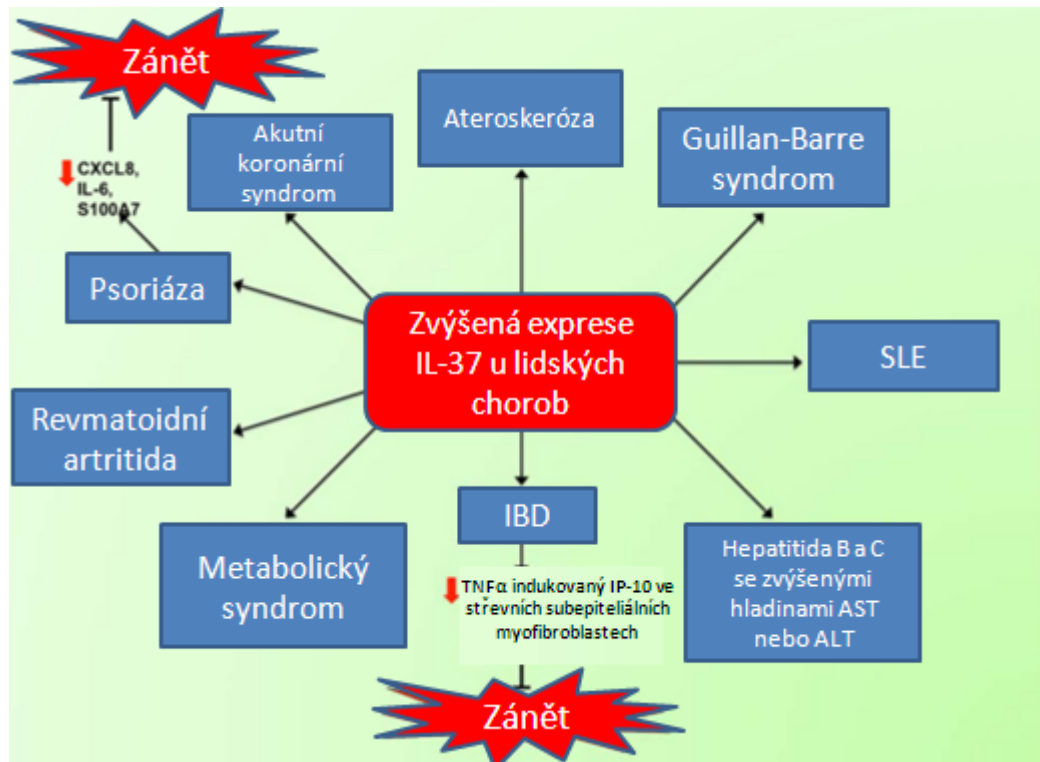 Zánět
CXCL8,
IL-6,
S100A7
Akutní
koronární
syndrom
Ateroskeróza
Guillan-Barre
syndrom
Psoriáza
Zvýšená exprese
IL-37 u lidských
chorob
SLE
Revmatoidní
artritida
Metabolický
syndrom
IBD
TNFα indukovaný IP-10 ve
střevních subepiteliálních
myofibroblastech
Hepatitida B a C
se zvýšenými
hladinami AST
nebo ALT
Zánět